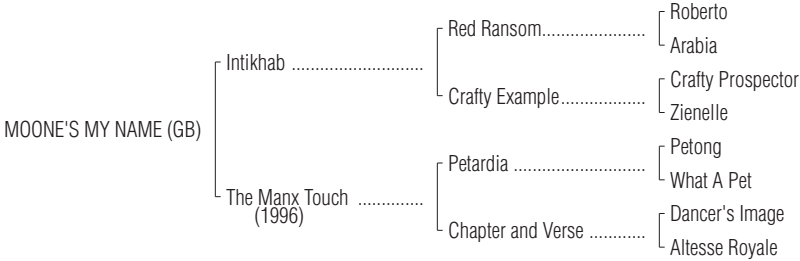 Roberto
Red Ransom......................
Arabia
Intikhab ............................
Crafty Prospector
Crafty Example..................
Zienelle
MOONE'S MY NAME (GB)
Petong
Petardia ............................
What A Pet
The Manx Touch ..............
(1996)
Dancer's Image
Chapter and Verse ............
Altesse Royale